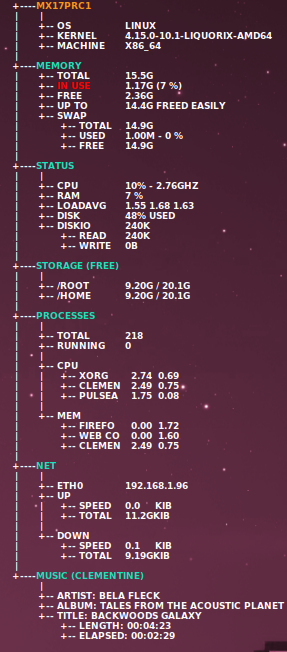 +----MX17PRC1
| |
| +-- OS LINUX
| +-- KERNEL 4.15.0-10.1-LIQUORIX-AMD64
| +-- MACHINE X86_64
|
+----MEMORY
| +-- TOTAL 15.5G
| +-- IN USE 1.17G (7 %)
| +-- FREE 2.36G
| +-- UP TO 14.4G FREED EASILY
| +-- SWAP
| +-- TOTAL 14.9G
| +-- USED 1.00M - 0 %
| +-- FREE 14.9G
|
+----STATUS
| |
| +-- CPU 10% - 2.76GHZ
| +-- RAM 7 %
| +-- LOADAVG 1.55 1.68 1.63
| +-- DISK 48% USED
| +-- DISKIO 240K
| +-- READ 240K
| +-- WRITE 0B
|
+----STORAGE (FREE)
| |
| +-- /ROOT 9.20G / 20.1G
| +-- /HOME 9.20G / 20.1G
|
+----PROCESSES
| |
| +-- TOTAL 218
| +-- RUNNING 0
| |
| +-- CPU
| | +-- XORG 2.74 0.69
| | +-- CLEMEN 2.49 0.75
| | +-- PULSEA 1.75 0.08
| |
| +-- MEM
| +-- FIREFO 0.00 1.72
| +-- WEB CO 0.00 1.60
| +-- CLEMEN 2.49 0.75
|
+----NET
| |
| +-- ETH0 192.168.1.96
| +-- UP
| | +-- SPEED 0.0 KIB
| | +-- TOTAL 11.2GKIB
| |
| +-- DOWN
| +-- SPEED 0.1 KIB
| +-- TOTAL 9.19GKIB
|
+----MUSIC (CLEMENTINE)
|
+-- ARTIST: BELA FLECK
+-- ALBUM: TALES FROM THE ACOUSTIC PLANET
+-- TITLE: BACKWOODS GALAXY
+-- LENGTH: 00:04:23
+-- ELAPSED: 00:02:29